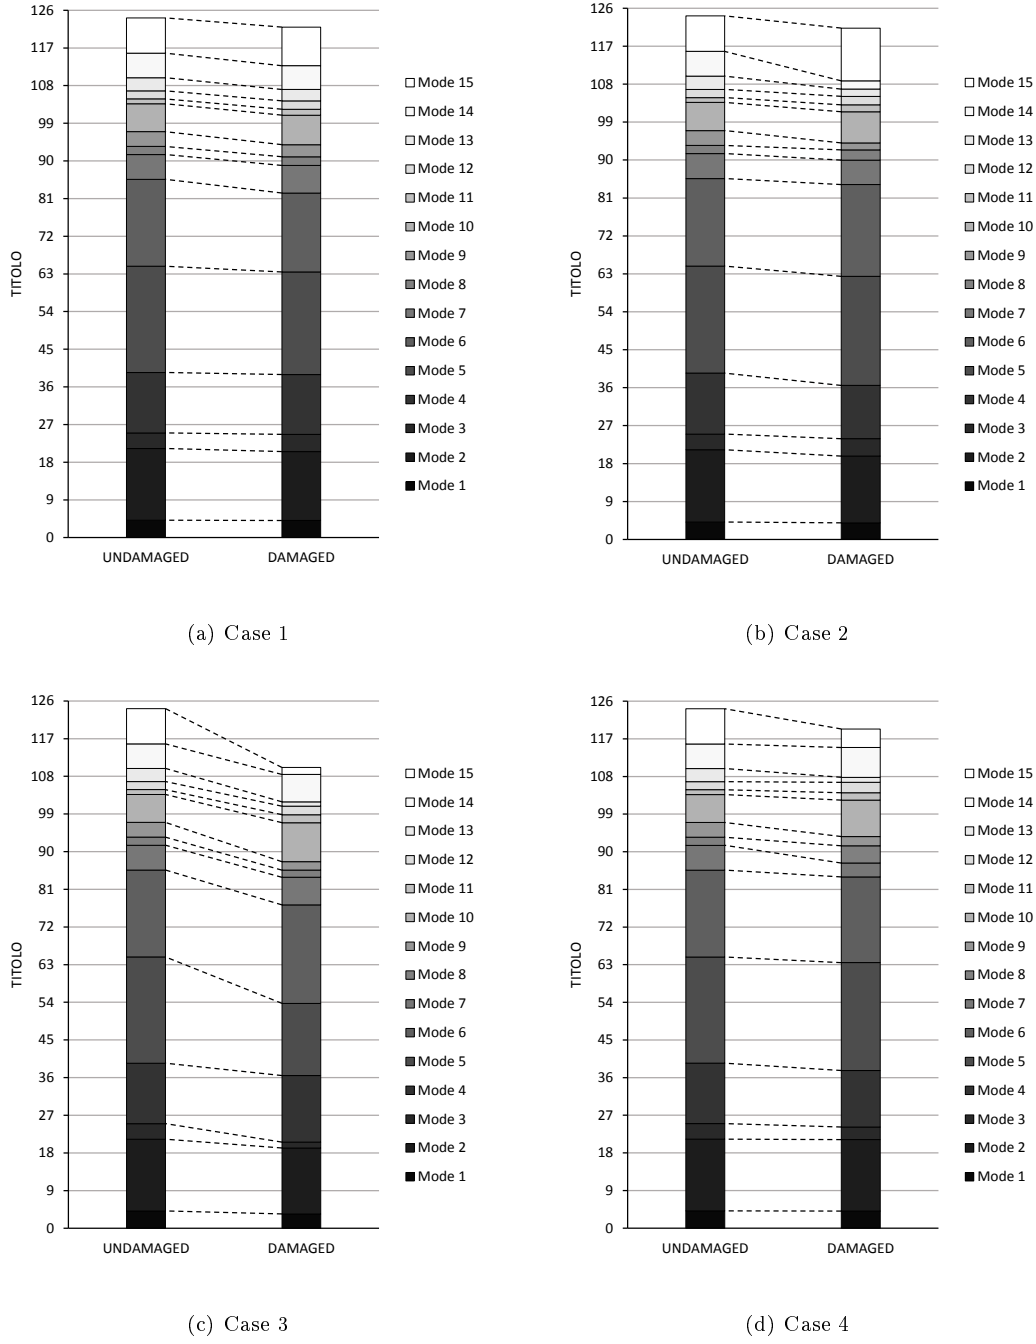 126
117
108
99
90
81
72
63
54
45
36
27
18
9
0
TITOLO
UNDAMAGED DAMAGED
Mode 15
Mode 14
Mode 13
Mode 12
Mode 11
Mode 10
Mode 9
Mode 8
Mode 7
Mode 6
Mode 5
Mode 4
Mode 3
Mode 2
Mode 1
(a) Case 1
126
117
108
99
90
81
72
63
54
45
36
27
18
9
0
TITOLO
UNDAMAGED DAMAGED
Mode 15
Mode 14
Mode 13
Mode 12
Mode 11
Mode 10
Mode 9
Mode 8
Mode 7
Mode 6
Mode 5
Mode 4
Mode 3
Mode 2
Mode 1
(b) Case 2
126
117
108
99
90
81
72
63
54
45
36
27
18
9
0
TITOLO
UNDAMAGED DAMAGED
Mode 15
Mode 14
Mode 13
Mode 12
Mode 11
Mode 10
Mode 9
Mode 8
Mode 7
Mode 6
Mode 5
Mode 4
Mode 3
Mode 2
Mode 1
(c) Case 3
126
117
108
99
90
81
72
63
54
45
36
27
18
9
0
TITOLO
UNDAMAGED DAMAGED
Mode 15
Mode 14
Mode 13
Mode 12
Mode 11
Mode 10
Mode 9
Mode 8
Mode 7
Mode 6
Mode 5
Mode 4
Mode 3
Mode 2
Mode 1
(d) Case 4